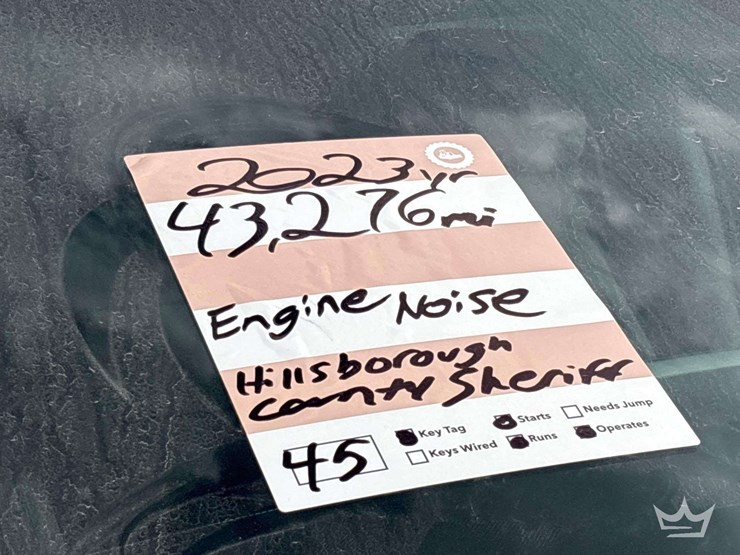 2023 yr
43,276 mi
Engine Noise
Hillsborough
County Sheriff
45
Key Tag Starts Needs Jump
Keys Wired Runs Operates